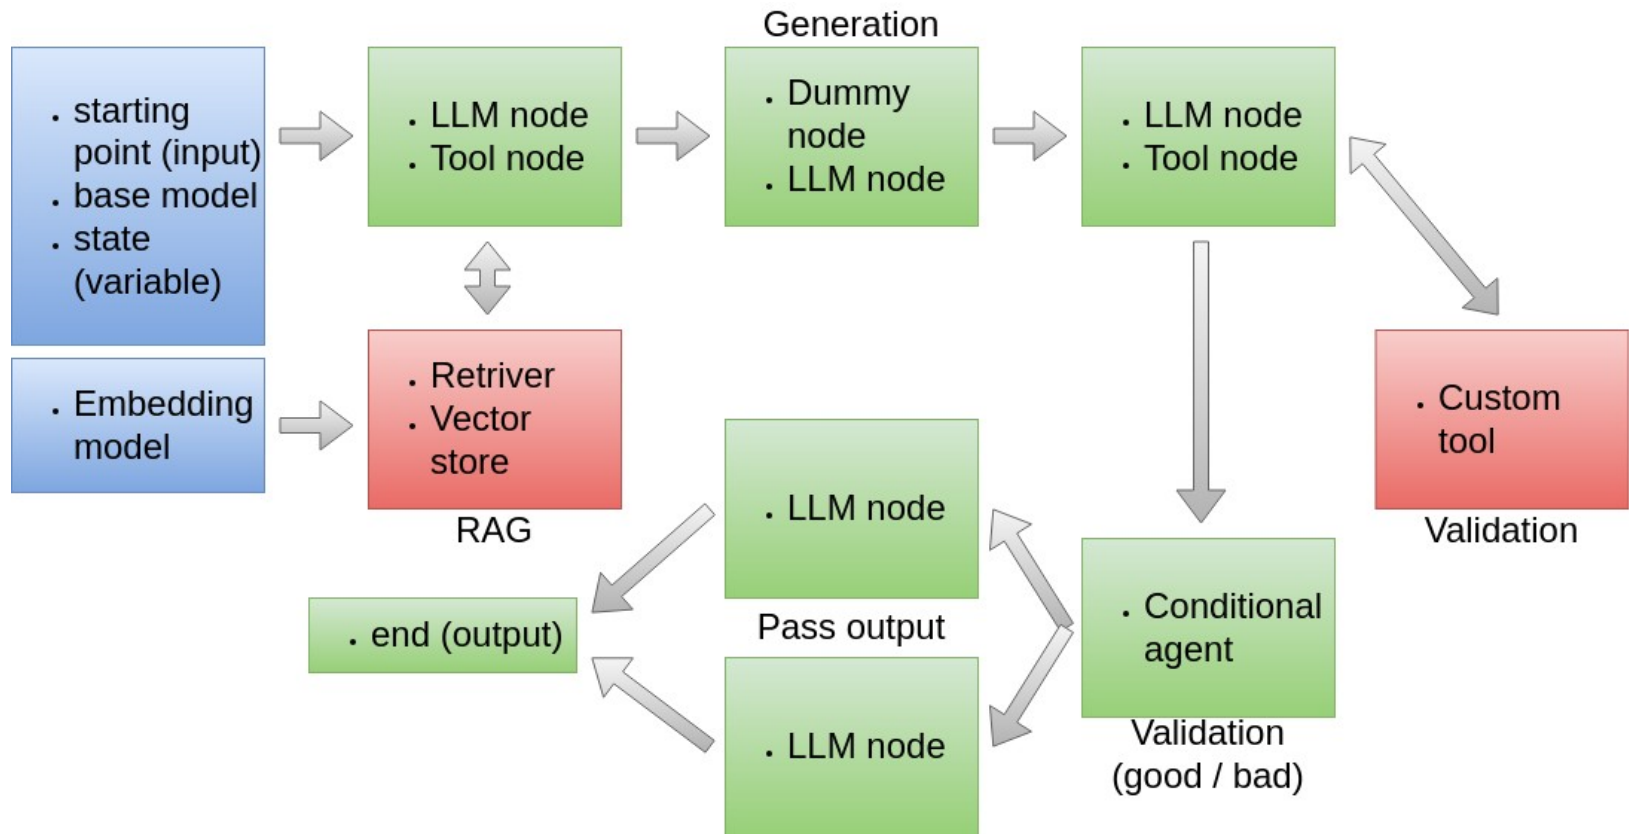 Generation
• starting
point (input)
• base model
• state
(variable)
• LLM node
• Tool node
• Dummy
node
• LLM node
• LLM node
• Tool node
• Embedding
model
• Retriver
• Vector
store
RAG
• Custom
tool
Validation
• LLM node
Pass output
• end (output)
• LLM node
• Conditional
agent
Validation
(good / bad)